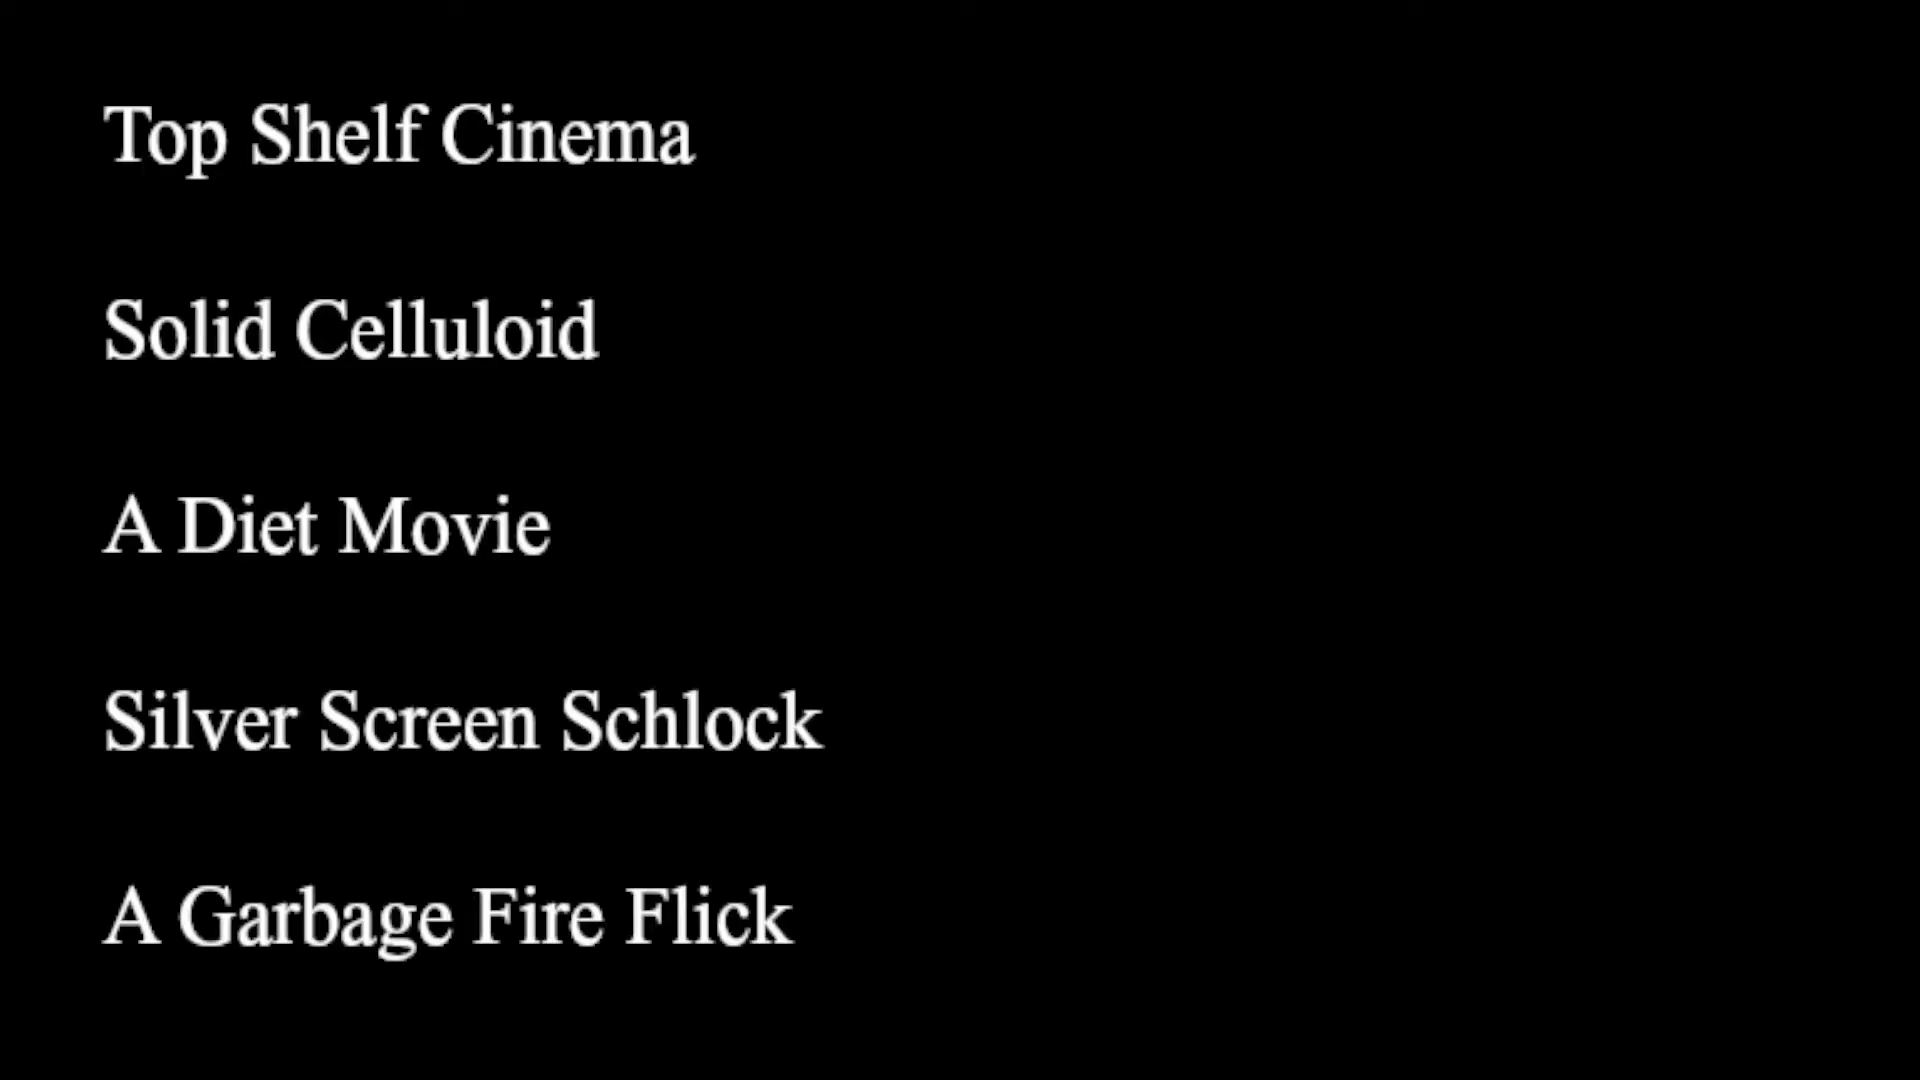 Top Shelf Cinema
Solid Celluloid
A Diet Movie
Silver Screen Schlock
A Garbage Fire Flick